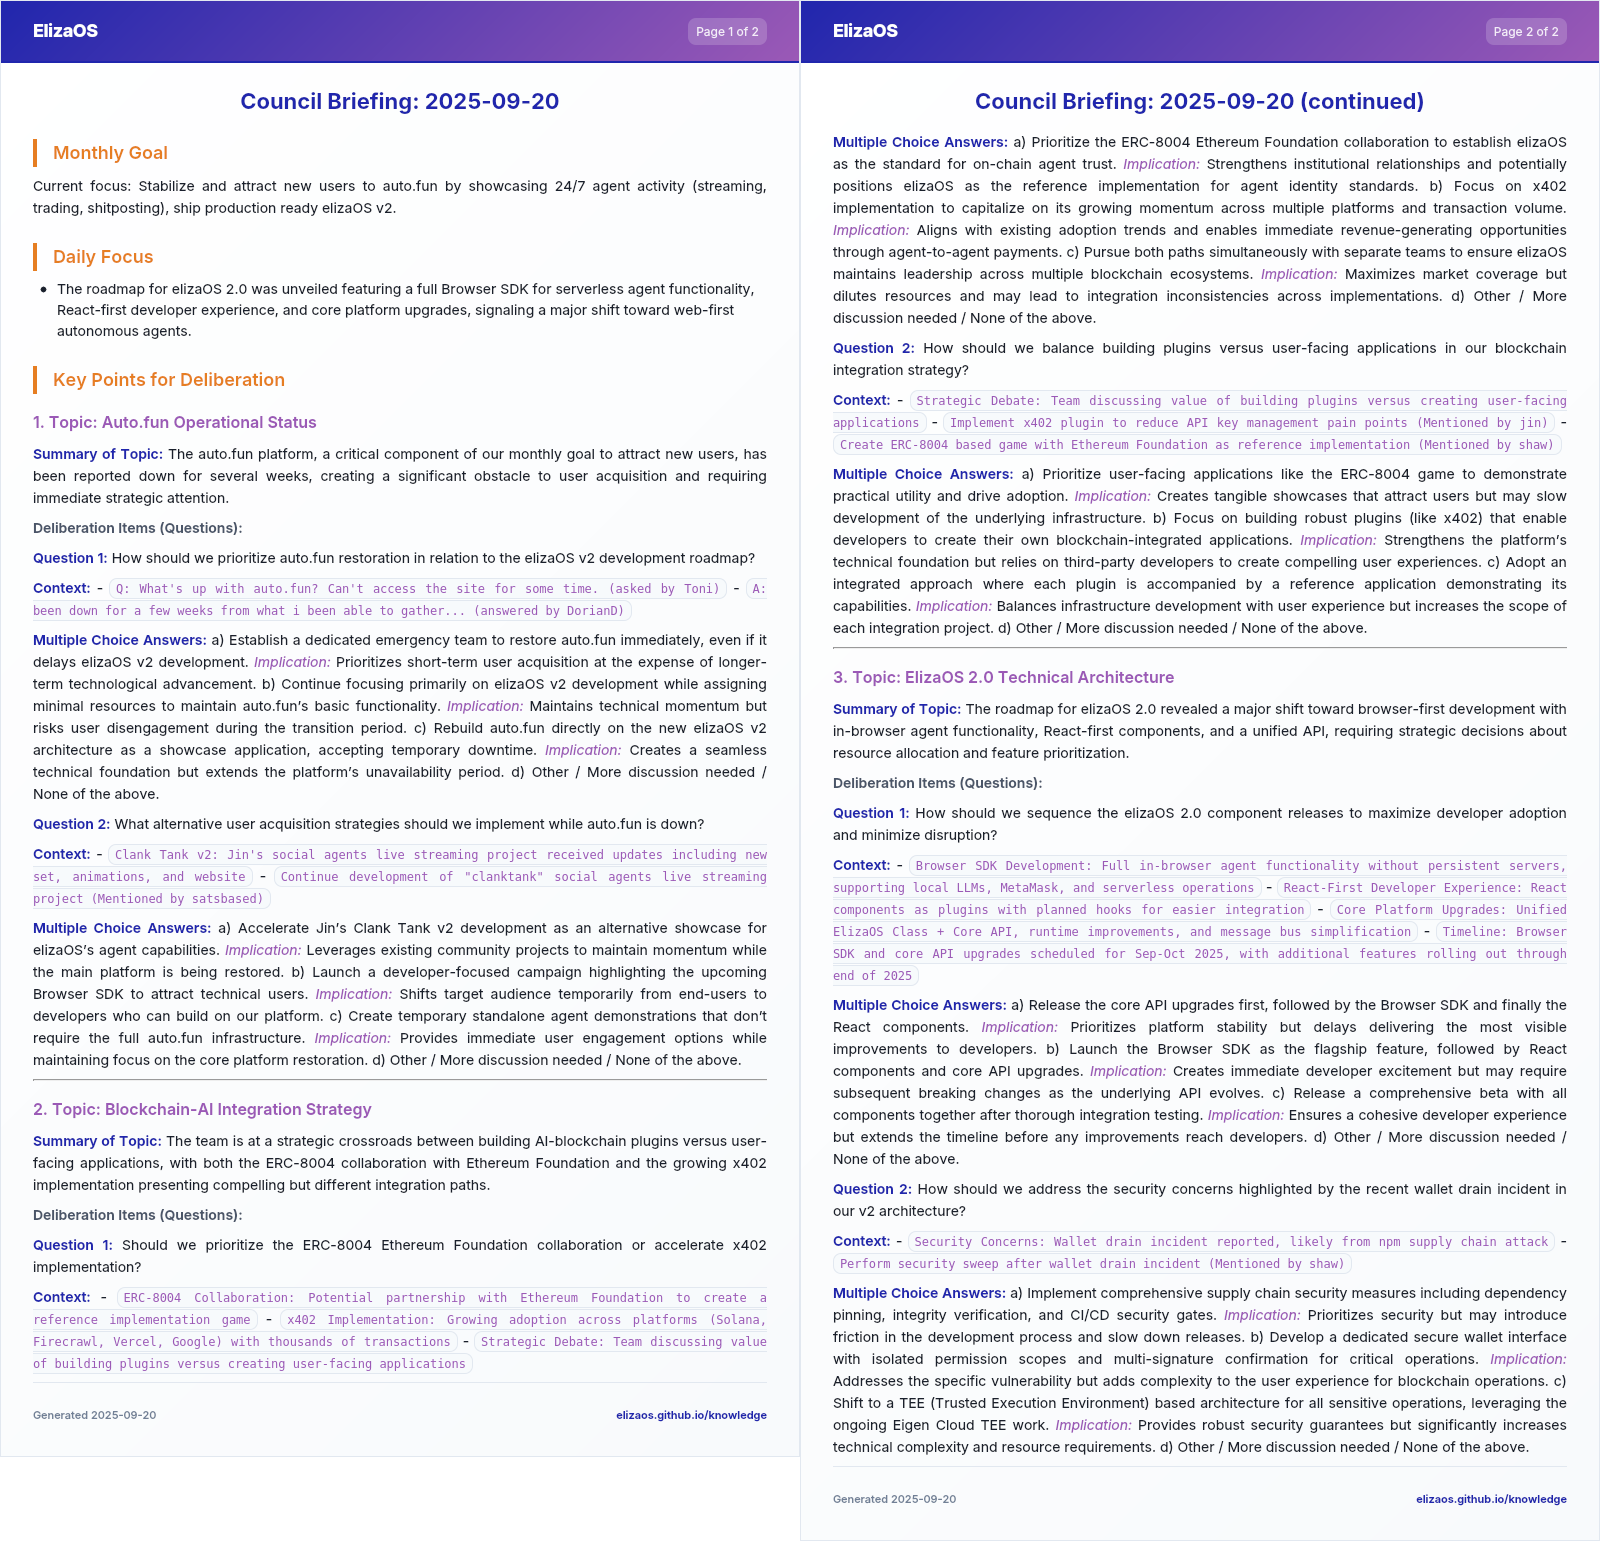 ElizaOS
Page 1 of 2
Council Briefing: 2025-09-20
Monthly Goal
Current focus: Stabilize and attract new users to auto.fun by showcasing 24/7 agent activity (streaming,
trading, shitposting), ship production ready elizaOS v2.
Daily Focus
• The roadmap for elizaOS 2.0 was unveiled featuring a full Browser SDK for serverless agent functionality,
React-first developer experience, and core platform upgrades, signaling a major shift toward web-first
autonomous agents.
Key Points for Deliberation
1. Topic: Auto.fun Operational Status
Summary of Topic: The auto.fun platform, a critical component of our monthly goal to attract new users, has
been reported down for several weeks, creating a significant obstacle to user acquisition and requiring
immediate strategic attention.
Deliberation Items (Questions):
Question 1: How should we prioritize auto.fun restoration in relation to the elizaOS v2 development roadmap?
Context: - Q: What's up with auto.fun? Can't access the site for some time. (asked by Toni) - A:
been down for a few weeks from what i been able to gather... (answered by DorianD)
Multiple Choice Answers: a) Establish a dedicated emergency team to restore auto.fun immediately, even if it
delays elizaOS v2 development. Implication: Prioritizes short-term user acquisition at the expense of longer-
term technological advancement. b) Continue focusing primarily on elizaOS v2 development while assigning
minimal resources to maintain auto.fun's basic functionality. Implication: Maintains technical momentum but
risks user disengagement during the transition period. c) Rebuild auto.fun directly on the new elizaOS v2
architecture as a showcase application, accepting temporary downtime. Implication: Creates a seamless
technical foundation but extends the platform's unavailability period. d) Other / More discussion needed /
None of the above.
Question 2: What alternative user acquisition strategies should we implement while auto.fun is down?
Context: - Clank Tank v2: Jin's social agents live streaming project received updates including new
set, animations, and website - Continue development of "clanktank" social agents live streaming
project (Mentioned by satsbased)
Multiple Choice Answers: a) Accelerate Jin's Clank Tank v2 development as an alternative showcase for
elizaOS's agent capabilities. Implication: Leverages existing community projects to maintain momentum while
the main platform is being restored. b) Launch a developer-focused campaign highlighting the upcoming
Browser SDK to attract technical users. Implication: Shifts target audience temporarily from end-users to
developers who can build on our platform. c) Create temporary standalone agent demonstrations that don't
require the full auto.fun infrastructure. Implication: Provides immediate user engagement options while
maintaining focus on the core platform restoration. d) Other / More discussion needed / None of the above.
2. Topic: Blockchain-AI Integration Strategy
Summary of Topic: The team is at a strategic crossroads between building AI-blockchain plugins versus user-
facing applications, with both the ERC-8004 collaboration with Ethereum Foundation and the growing x402
implementation presenting compelling but different integration paths.
Deliberation Items (Questions):
Question 1: Should we prioritize the ERC-8004 Ethereum Foundation collaboration or accelerate x402
implementation?
Context: - ERC-8004 Collaboration: Potential partnership with Ethereum Foundation to create a
reference implementation game - x402 Implementation: Growing adoption across platforms (Solana,
Firecrawl, Vercel, Google) with thousands of transactions - Strategic Debate: Team discussing value
of building plugins versus creating user-facing applications
Generated 2025-09-20
elizaos.github.io/knowledge
ElizaOS
Page 2 of 2
Council Briefing: 2025-09-20 (continued)
Multiple Choice Answers: a) Prioritize the ERC-8004 Ethereum Foundation collaboration to establish elizaOS
as the standard for on-chain agent trust. Implication: Strengthens institutional relationships and potentially
positions elizaOS as the reference implementation for agent identity standards. b) Focus on x402
implementation to capitalize on its growing momentum across multiple platforms and transaction volume.
Implication: Aligns with existing adoption trends and enables immediate revenue-generating opportunities
through agent-to-agent payments. c) Pursue both paths simultaneously with separate teams to ensure elizaOS
maintains leadership across multiple blockchain ecosystems. Implication: Maximizes market coverage but
dilutes resources and may lead to integration inconsistencies across implementations. d) Other / More
discussion needed / None of the above.
Question 2: How should we balance building plugins versus user-facing applications in our blockchain
integration strategy?
Context: - Strategic Debate: Team discussing value of building plugins versus creating user-facing
applications - Implement x402 plugin to reduce API key management pain points (Mentioned by jin) -
Create ERC-8004 based game with Ethereum Foundation as reference implementation (Mentioned by shaw)
Multiple Choice Answers: a) Prioritize user-facing applications like the ERC-8004 game to demonstrate
practical utility and drive adoption. Implication: Creates tangible showcases that attract users but may slow
development of the underlying infrastructure. b) Focus on building robust plugins (like x402) that enable
developers to create their own blockchain-integrated applications. Implication: Strengthens the platform's
technical foundation but relies on third-party developers to create compelling user experiences. c) Adopt an
integrated approach where each plugin is accompanied by a reference application demonstrating its
capabilities. Implication: Balances infrastructure development with user experience but increases the scope of
each integration project. d) Other / More discussion needed / None of the above.
3. Topic: ElizaOS 2.0 Technical Architecture
Summary of Topic: The roadmap for elizaOS 2.0 revealed a major shift toward browser-first development with
in-browser agent functionality, React-first components, and a unified API, requiring strategic decisions about
resource allocation and feature prioritization.
Deliberation Items (Questions):
Question 1: How should we sequence the elizaOS 2.0 component releases to maximize developer adoption
and minimize disruption?
Context: - Browser SDK Development: Full in-browser agent functionality without persistent servers,
supporting local LLMs, MetaMask, and serverless operations - React-First Developer Experience: React
components as plugins with planned hooks for easier integration - Core Platform Upgrades: Unified
ElizaOS Class + Core API, runtime improvements, and message bus simplification - Timeline: Browser
SDK and core API upgrades scheduled for Sep-Oct 2025, with additional features rolling out through
end of 2025
Multiple Choice Answers: a) Release the core API upgrades first, followed by the Browser SDK and finally the
React components. Implication: Prioritizes platform stability but delays delivering the most visible
improvements to developers. b) Launch the Browser SDK as the flagship feature, followed by React
components and core API upgrades. Implication: Creates immediate developer excitement but may require
subsequent breaking changes as the underlying API evolves. c) Release a comprehensive beta with all
components together after thorough integration testing. Implication: Ensures a cohesive developer experience
but extends the timeline before any improvements reach developers. d) Other / More discussion needed /
None of the above.
Question 2: How should we address the security concerns highlighted by the recent wallet drain incident in
our v2 architecture?
Context: - Security Concerns: Wallet drain incident reported, likely from npm supply chain attack -
Perform security sweep after wallet drain incident (Mentioned by shaw)
Multiple Choice Answers: a) Implement comprehensive supply chain security measures including dependency
pinning, integrity verification, and CI/CD security gates. Implication: Prioritizes security but may introduce
friction in the development process and slow down releases. b) Develop a dedicated secure wallet interface
with isolated permission scopes and multi-signature confirmation for critical operations. Implication:
Addresses the specific vulnerability but adds complexity to the user experience for blockchain operations. c)
Shift to a TEE (Trusted Execution Environment) based architecture for all sensitive operations, leveraging the
ongoing Eigen Cloud TEE work. Implication: Provides robust security guarantees but significantly increases
technical complexity and resource requirements. d) Other / More discussion needed / None of the above.
Generated 2025-09-20
elizaos.github.io/knowledge